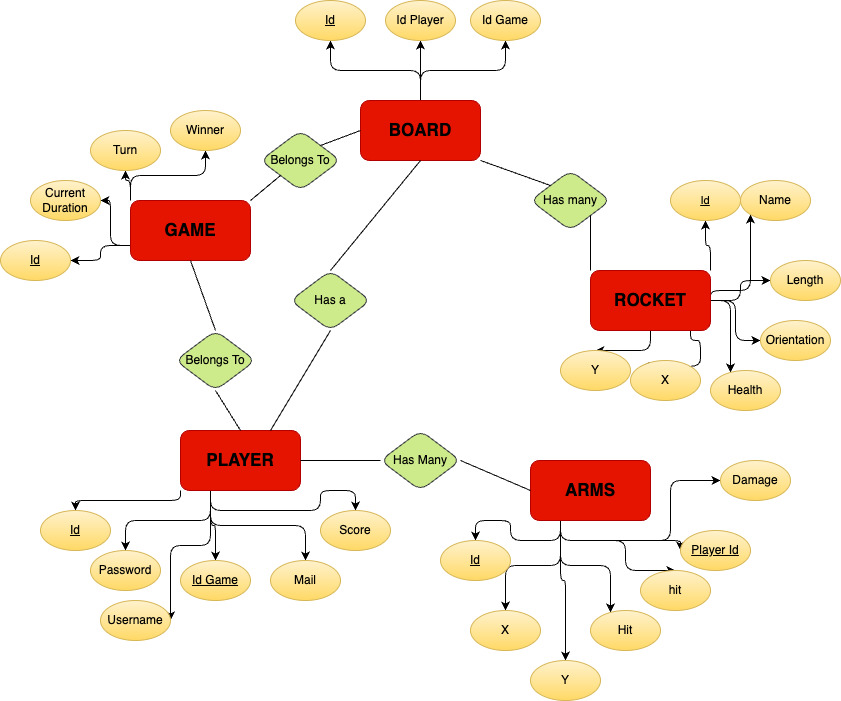 Id
Id Player
Id Game
BOARD
Winner
Turn
Belongs To
Current
Duration
GAME
Id
Has many
Id
Name
ROCKET
Length
Orientation
Health
Y
X
Has a
Belongs To
PLAYER
Has Many
ARMS
Id
Password
Username
Id Game
Mail
Score
Damage
Player Id
hit
Id
X
Hit
Y